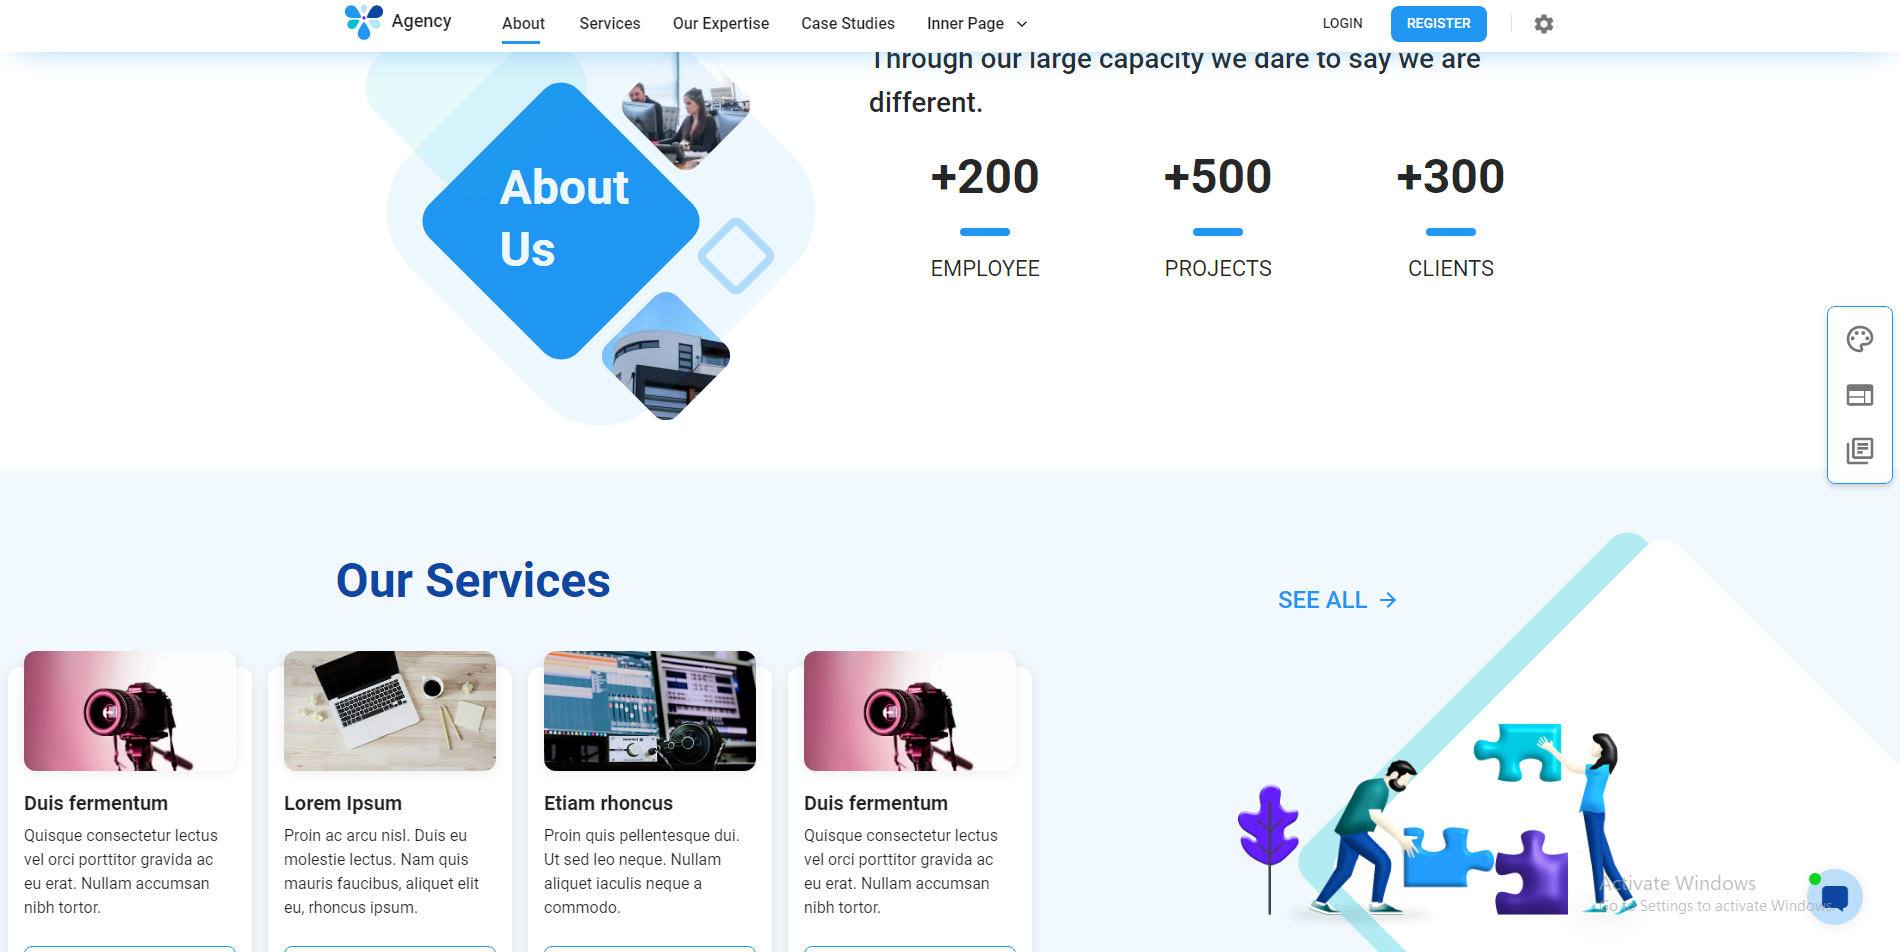 Agency
About
Services
Our Expertise
Case Studies
Inner Page
LOGIN
REGISTER
Through our large capacity we dare to say we are
different.
About
Us
+200
+500
+300
EMPLOYEE
PROJECTS
CLIENTS
Our Services
SEE ALL
Duis fermentum
Quisque consectetur lectus
vel orci porttitor gravida ac
eu erat. Nullam accumsan
nibh tortor.
Lorem Ipsum
Proin ac arcu nisl. Duis eu
molestie lectus. Nam quis
mauris faucibus, aliquet elit
eu, rhoncus ipsum.
Etiam rhoncus
Proin quis pellentesque dui.
Ut sed leo neque. Nullam
aliquet iaculis neque a
commodo.
Duis fermentum
Quisque consectetur lectus
vel orci porttitor gravida ac
eu erat. Nullam accumsan
nibh tortor.
Activate Windows
Go to Settings to activate Windows.